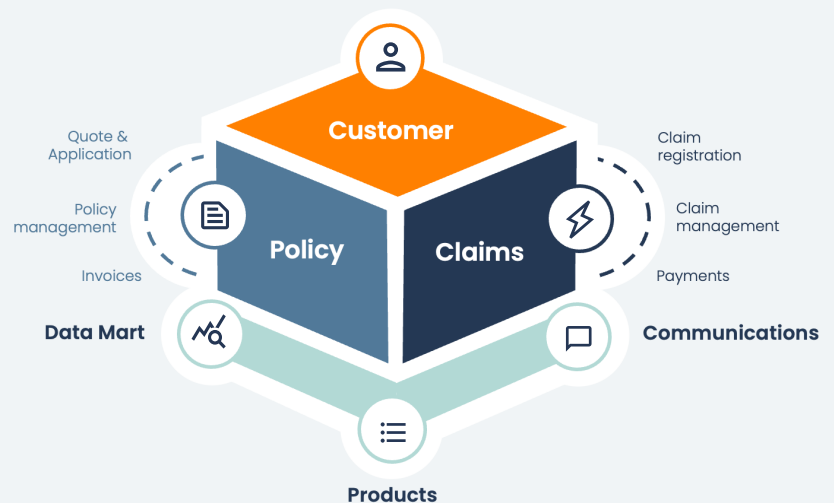 Customer
Quote &
Application
Policy
management
Invoices
Policy
Claims
Claim
registration
Claim
management
Payments
Data Mart
Communications
Products